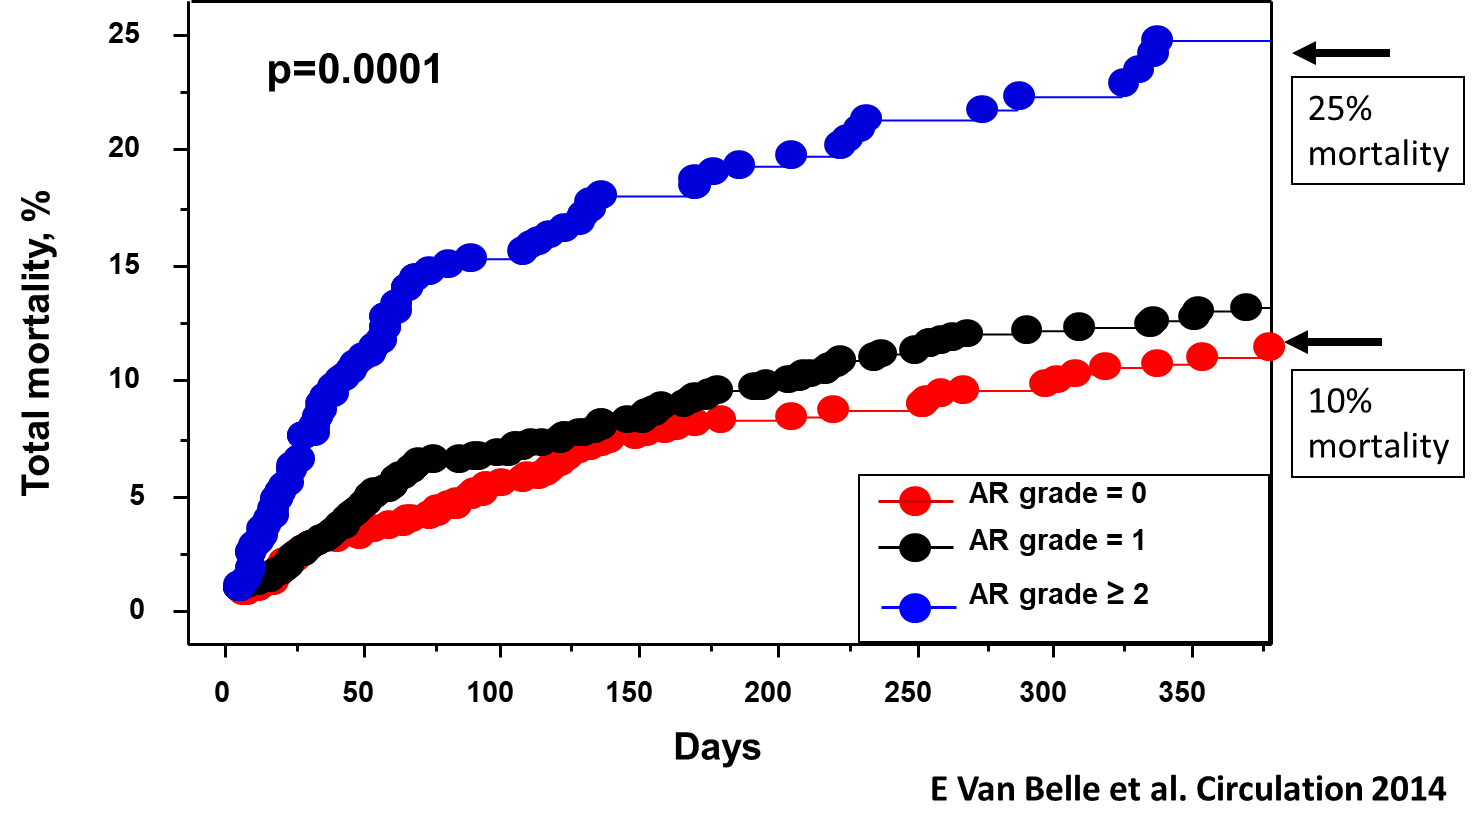 25
20
15
10
5
0
Total mortality, %
p=0.0001
25%
mortality
10%
mortality
AR grade = 0
AR grade = 1
AR grade ≥ 2
0 50 100 150 200 250 300 350
Days
E Van Belle et al. Circulation 2014